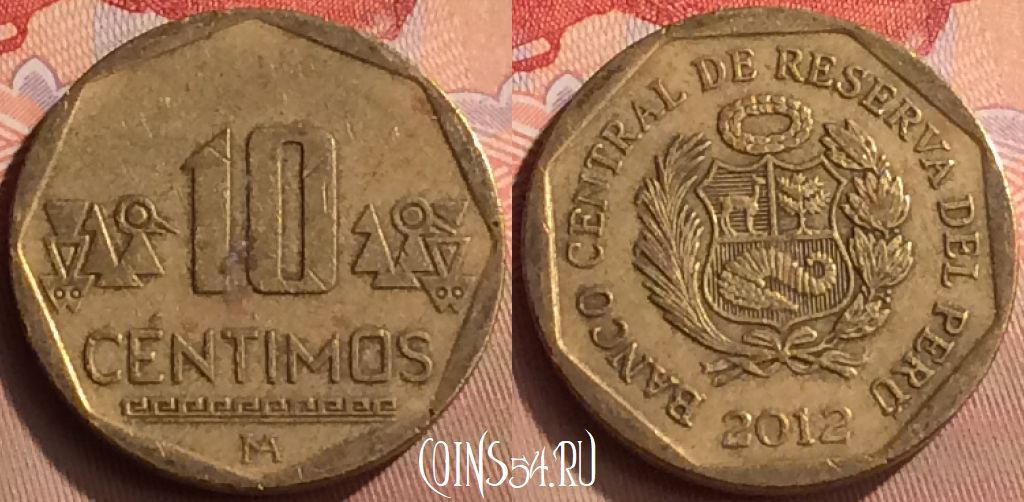 10
CÉNTIMOS
M
BANCO CENTRAL DE RESERVA DEL PERÚ
2012
COINS54.RU